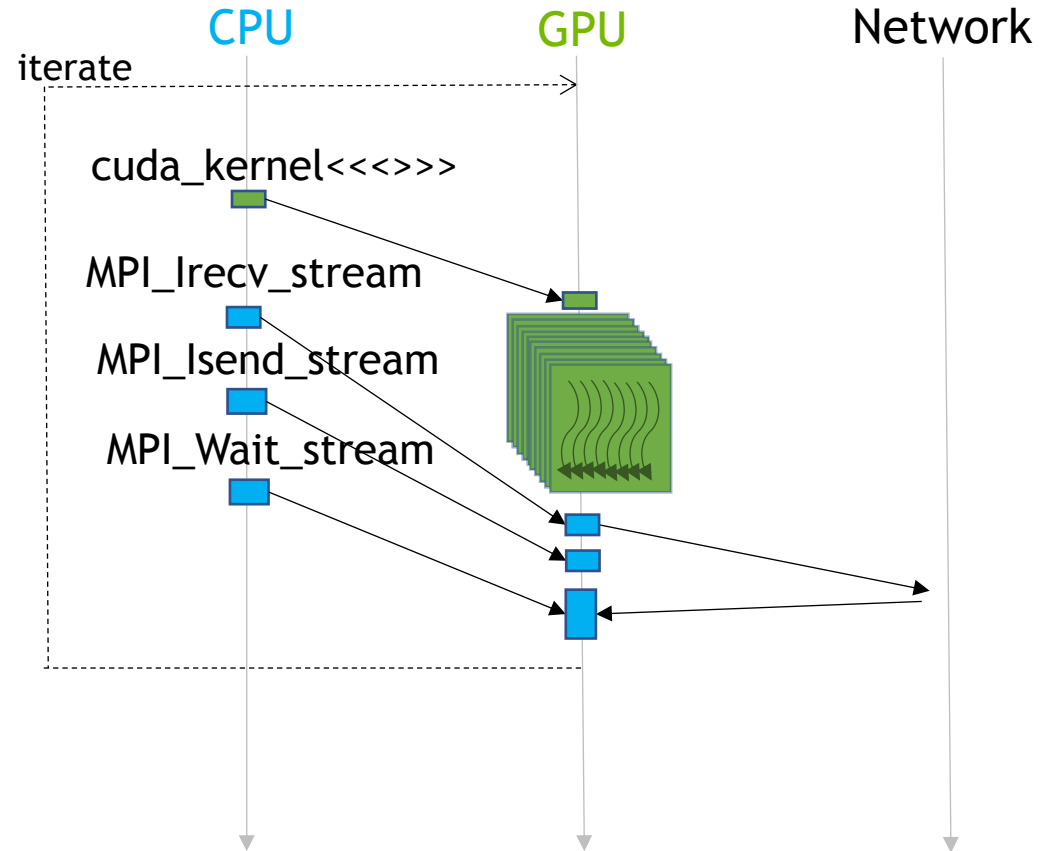 CPU
GPU
Network
iterate
cuda_kernel<<<>>>
MPI_Irecv_stream
MPI_Isend_stream
MPI_Wait_stream